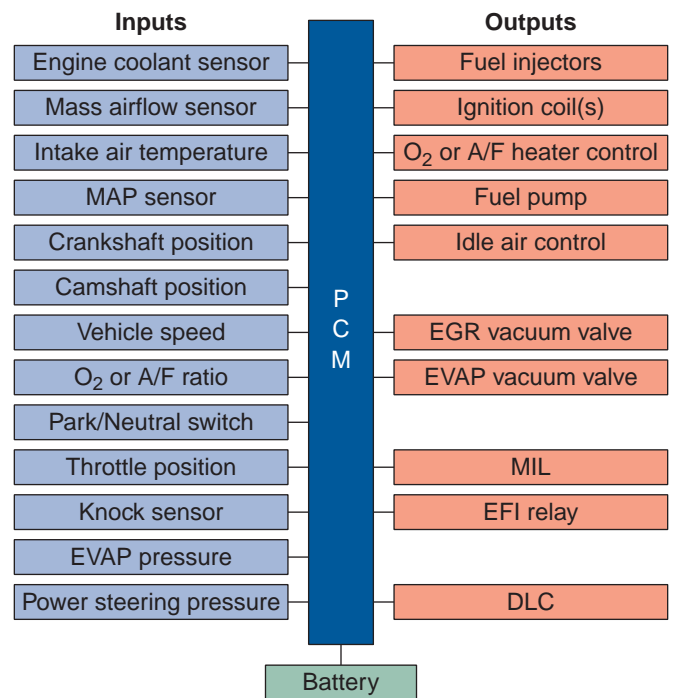 Inputs
Engine coolant sensor
Mass airflow sensor
Intake air temperature
MAP sensor
Crankshaft position
Camshaft position
Vehicle speed
O₂ or A/F ratio
Park/Neutral switch
Throttle position
Knock sensor
EVAP pressure
Power steering pressure
P
C
M
Outputs
Fuel injectors
Ignition coil(s)
O₂ or A/F heater control
Fuel pump
Idle air control
EGR vacuum valve
EVAP vacuum valve
MIL
EFI relay
DLC
Battery